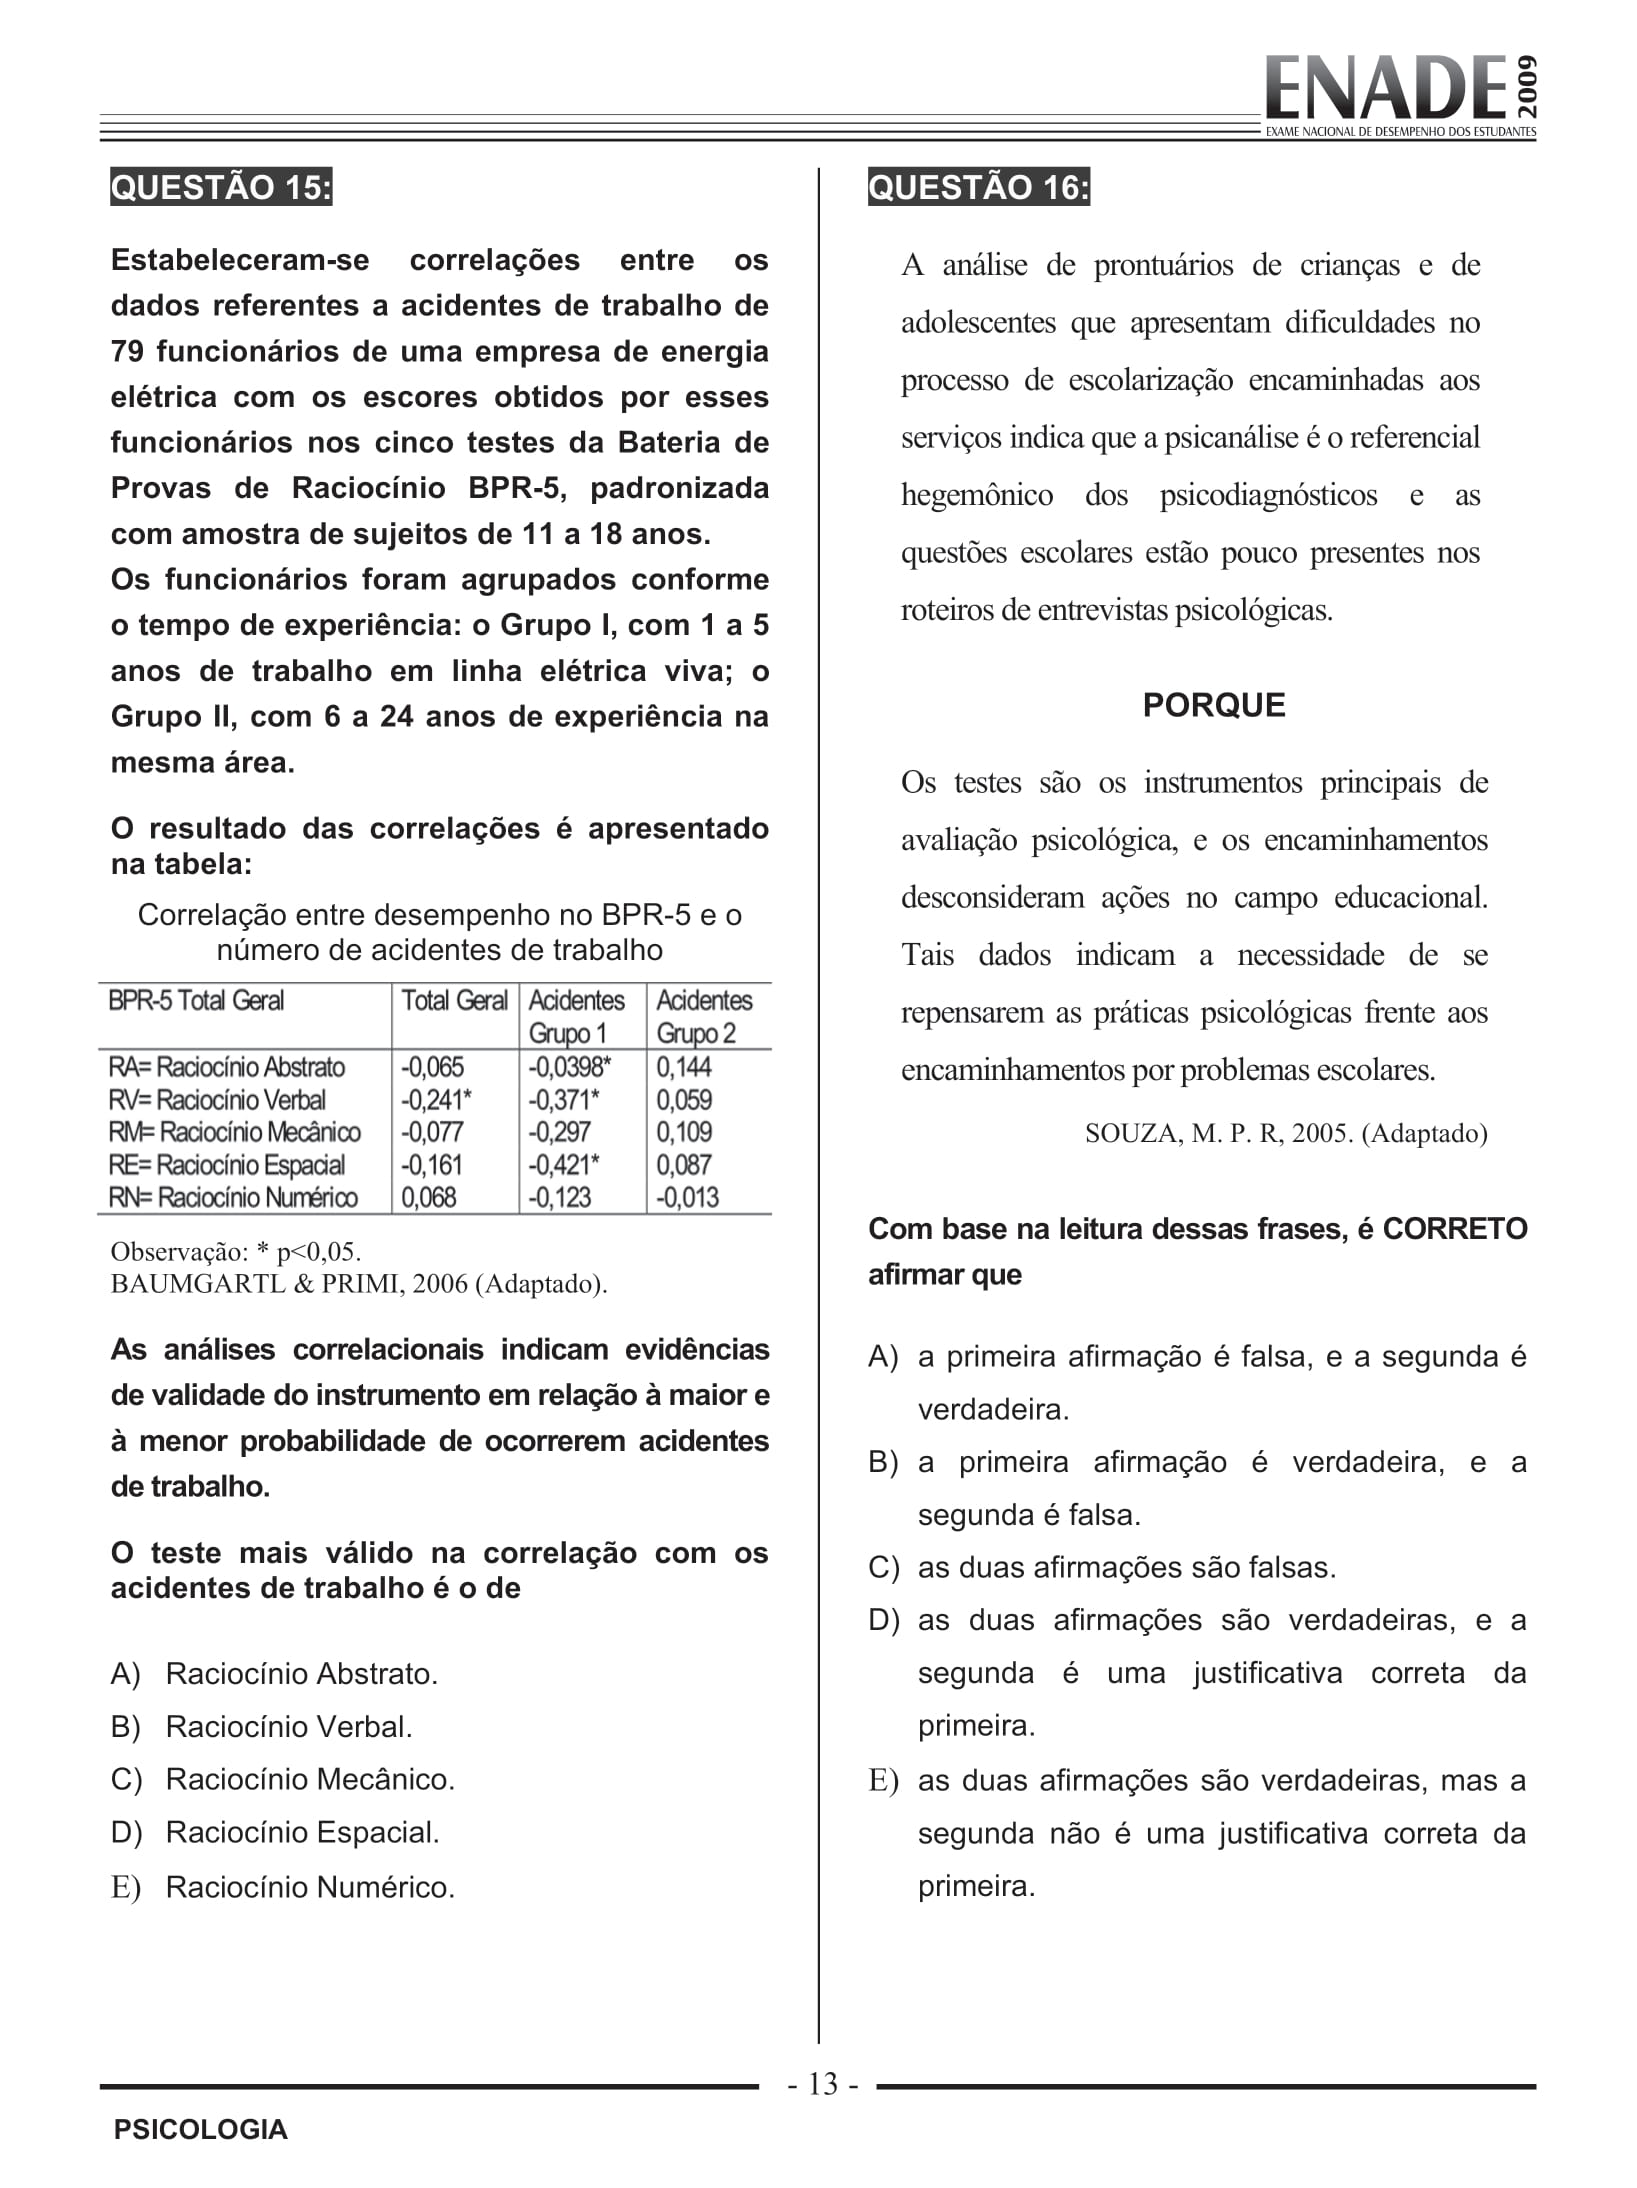 ENADE 2009
EXAME NACIONAL DE DESEMPENHO DOS ESTUDANTES
QUESTÃO 15:
Estabeleceram-se correlações entre os
dados referentes a acidentes de trabalho de
79 funcionários de uma empresa de energia
elétrica com os escores obtidos por esses
funcionários nos cinco testes da Bateria de
Provas de Raciocínio BPR-5, padronizada
com amostra de sujeitos de 11 a 18 anos.
Os funcionários foram agrupados conforme
o tempo de experiência: o Grupo I, com 1 a 5
anos de trabalho em linha elétrica viva; o
Grupo II, com 6 a 24 anos de experiência na
mesma área.
O resultado das correlações é apresentado
na tabela:
Correlação entre desempenho no BPR-5 e o
número de acidentes de trabalho
BPR-5 Total Geral Total Geral Acidentes Acidentes
Grupo 1 Grupo 2
RA= Raciocínio Abstrato -0,065 -0,0398* 0,144
RV= Raciocínio Verbal -0,241* -0,371* 0,059
RM= Raciocínio Mecânico -0,077 -0,297 0,109
RE= Raciocínio Espacial -0,161 -0,421* 0,087
RN= Raciocínio Numérico 0,068 -0,123 -0,013
Observação: * p<0,05.
BAUMGARTL & PRIMI, 2006 (Adaptado).
As análises correlacionais indicam evidências
de validade do instrumento em relação à maior e
à menor probabilidade de ocorrerem acidentes
de trabalho.
O teste mais válido na correlação com os
acidentes de trabalho é o de
A) Raciocínio Abstrato.
B) Raciocínio Verbal.
C) Raciocínio Mecânico.
D) Raciocínio Espacial.
E) Raciocínio Numérico.
QUESTÃO 16:
A análise de prontuários de crianças e de
adolescentes que apresentam dificuldades no
processo de escolarização encaminhadas aos
serviços indica que a psicanálise é o referencial
hegemônico dos psicodiagnósticos e as
questões escolares estão pouco presentes nos
roteiros de entrevistas psicológicas.
PORQUE
Os testes são os instrumentos principais de
avaliação psicológica, e os encaminhamentos
desconsideram ações no campo educacional.
Tais dados indicam a necessidade de se
repensarem as práticas psicológicas frente aos
encaminhamentos por problemas escolares.
SOUZA, M. P. R, 2005. (Adaptado)
Com base na leitura dessas frases, é CORRETO
afirmar que
A) a primeira afirmação é falsa, e a segunda é
verdadeira.
B) a primeira afirmação é verdadeira, e a
segunda é falsa.
C) as duas afirmações são falsas.
D) as duas afirmações são verdadeiras, e a
segunda é uma justificativa correta da
primeira.
E) as duas afirmações são verdadeiras, mas a
segunda não é uma justificativa correta da
primeira.
- 13 -
PSICOLOGIA